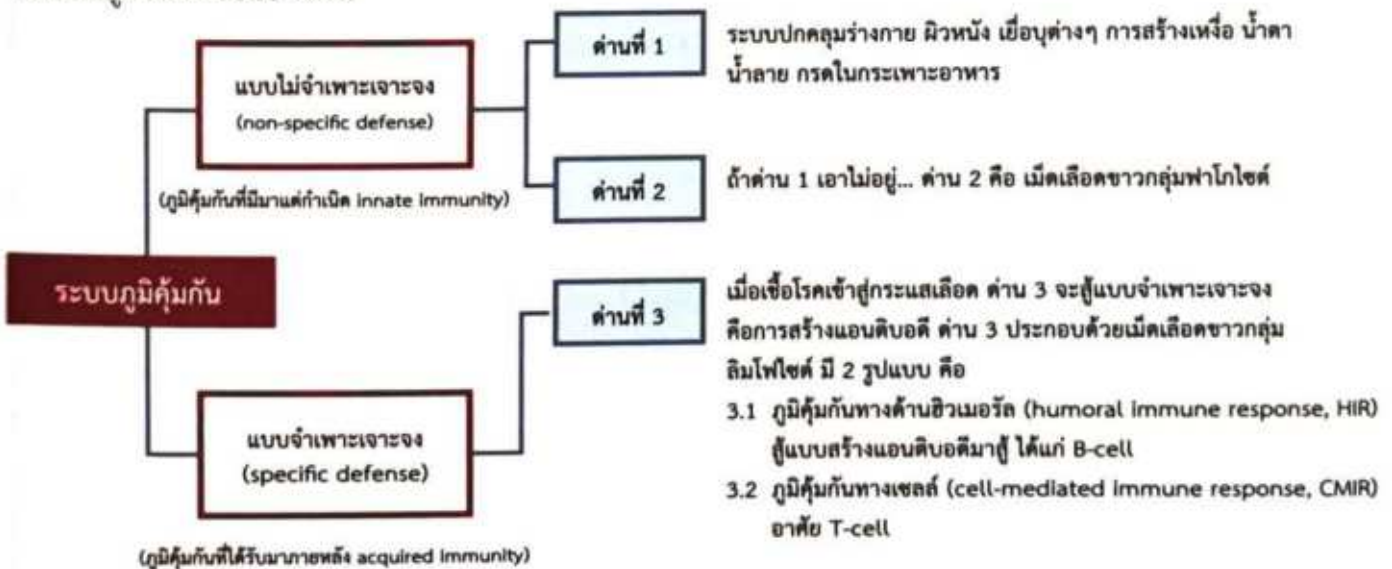 ด่านที่ 1
ระบบปกคลุมร่างกาย ผิวหนัง เยื่อบุต่างๆ การสร้างเหงื่อ น้ำตา
น้ำลาย กรดในกระเพาะอาหาร
แบบไม่จำเพาะเจาะจง
(non-specific defense)
(ภูมิคุ้มกันที่มีมาแต่กำเนิด innate immunity)
ด่านที่ 2
ถ้าด่าน 1 เอาไม่อยู่... ด่าน 2 คือ เม็ดเลือดขาวกลุ่มฟาโกไซต์
ระบบภูมิคุ้มกัน
ด่านที่ 3
เมื่อเชื้อโรคเข้าสู่กระแสเลือด ด่าน 3 จะสู้แบบจำเพาะเจาะจง
คือการสร้างแอนติบอดี ด่าน 3 ประกอบด้วยเม็ดเลือดขาวกลุ่ม
ลิมโฟไซต์ มี 2 รูปแบบ คือ
3.1 ภูมิคุ้มกันทางด้านฮิวเมอรัล (humoral immune response, HIR)
สู้แบบสร้างแอนติบอดีมาสู้ ได้แก่ B-cell
3.2 ภูมิคุ้มกันทางเซลล์ (cell-mediated immune response, CMIR)
อาศัย T-cell
แบบจำเพาะเจาะจง
(specific defense)
(ภูมิคุ้มกันที่ได้รับมาภายหลัง acquired immunity)